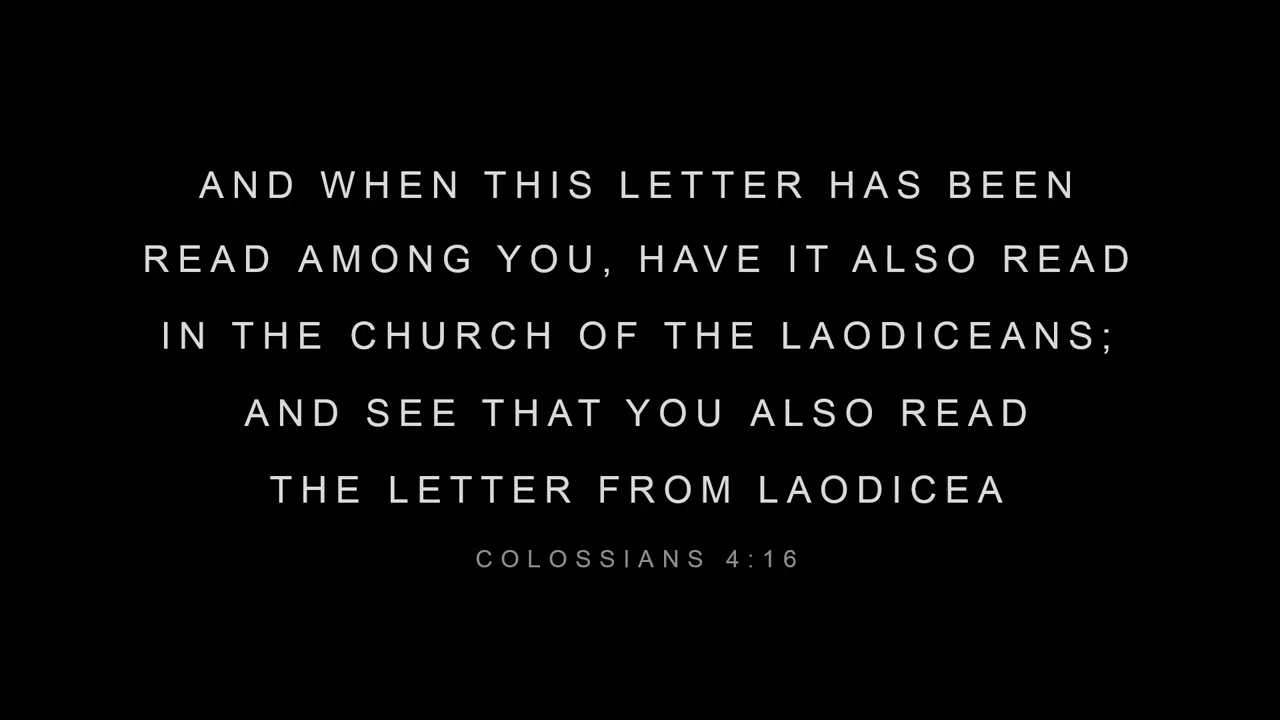 AND WHEN THIS LETTER HAS BEEN
READ AMONG YOU, HAVE IT ALSO READ
IN THE CHURCH OF THE LAODICEANS;
AND SEE THAT YOU ALSO READ
THE LETTER FROM LAODICEA
COLOSSIANS 4:16